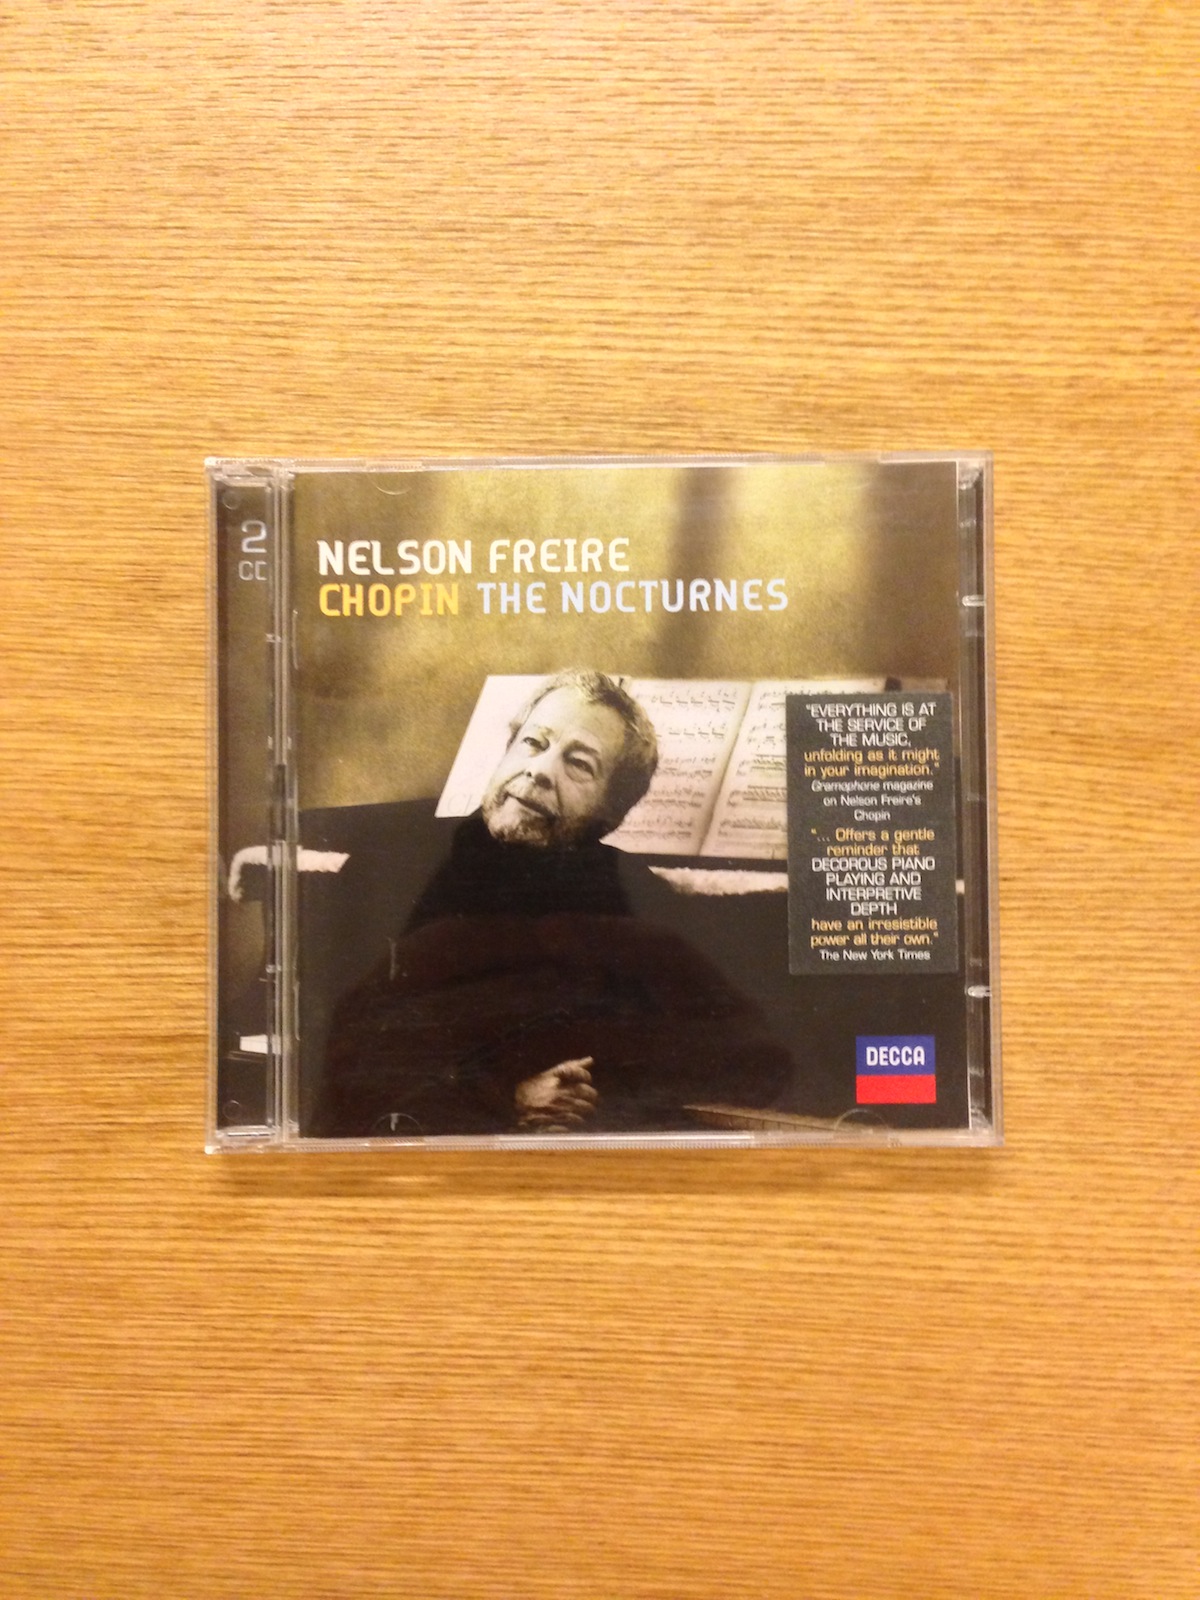 2
CC
NELSON FREIRE
CHOPIN THE NOCTURNES
"EVERYTHING IS AT
THE SERVICE OF
THE MUSIC,
unfolding as it might
in your imagination."
Gramophone magazine
on Nelson Freire's
Chopin
"... Offers a gentle
reminder that
DECOROUS PIANO
PLAYING AND
INTERPRETIVE
DEPTH
have an irresistible
power all their own."
The New York Times
DECCA